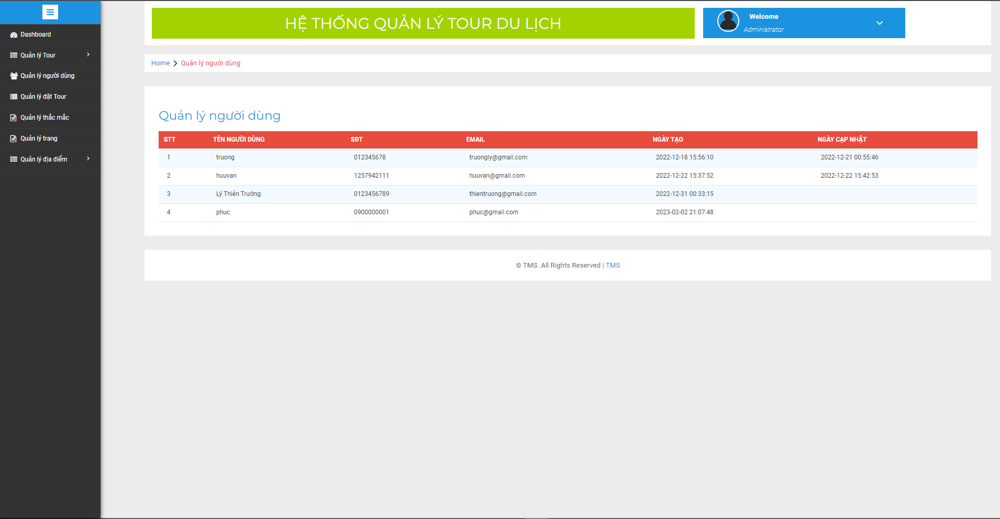 HỆ THỐNG QUẢN LÝ TOUR DU LỊCH
Welcome
Administrator
Dashboard
Quản lý Tour
Quản lý người dùng
Quản lý đặt Tour
Quản lý thắc mắc
Quản lý trang
Quản lý địa điểm
Home > Quản lý người dùng
Quản lý người dùng
STT TÊN NGƯỜI DÙNG SĐT EMAIL NGÀY TẠO NGÀY CẠP NHẬT
1 truong 012345678 truongly@gmail.com 2022-12-18 15:56:10 2022-12-21 00:55:46
2 huuvan 1257942111 huuvan@gmail.com 2022-12-22 15:37:52 2022-12-22 15:42:53
3 Lý Thiên Trường 0123456789 thientruong@gmail.com 2022-12-31 00:33:15
4 phuc 0900000001 phuc@gmail.com 2023-02-02 21:07:48
© TMS. All Rights Reserved | TMS